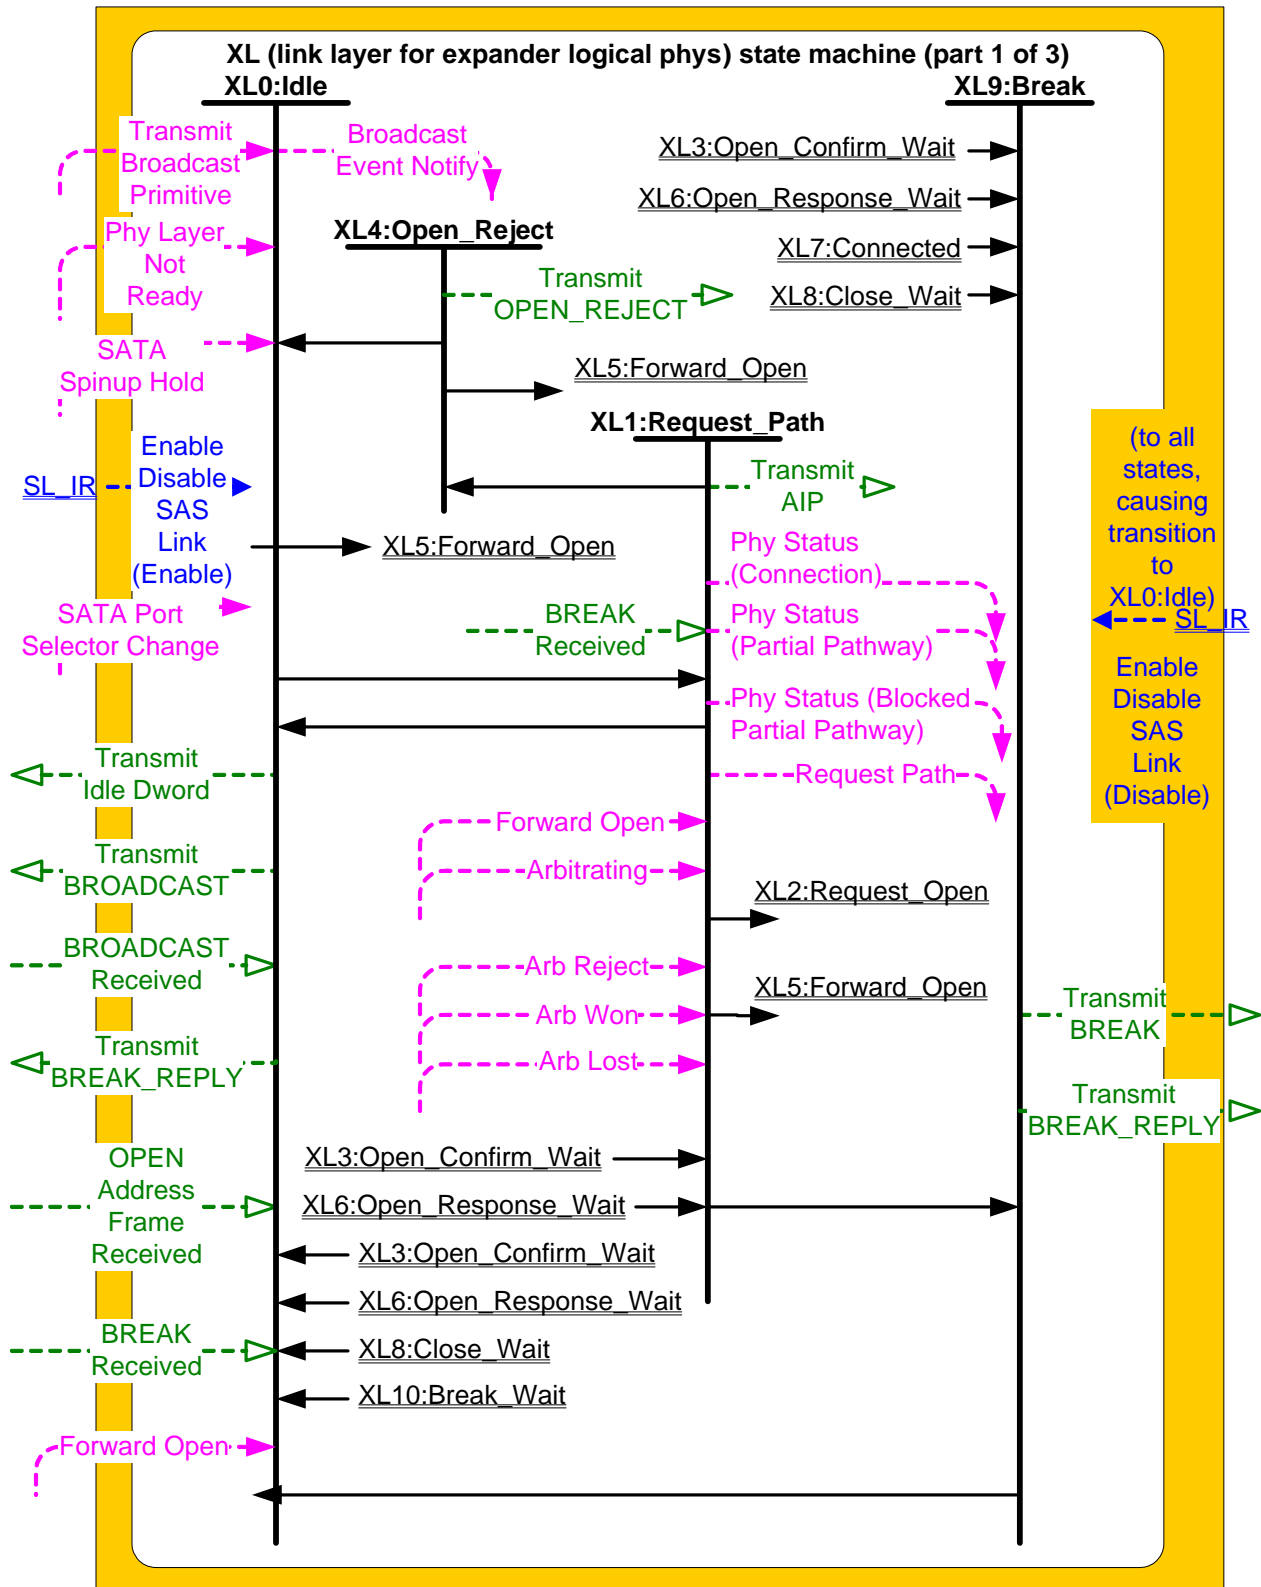 XL (link layer for expander logical phys) state machine (part 1 of 3)
XL0:Idle
XL9:Break
Transmit
Broadcast
Primitive
Broadcast
Event Notify
XL3:Open_Confirm_Wait
XL6:Open_Response_Wait
XL7:Connected
XL8:Close_Wait
Phy Layer
Not
Ready
XL4:Open_Reject
Transmit
OPEN_REJECT
SATA
Spinup Hold
XL5:Forward_Open
XL1:Request_Path
SL_IR
Enable
Disable
SAS
Link
(Enable)
Transmit
AIP
(to all
states,
causing
transition
to
XL0:Idle)
SL_IR
Enable
Disable
SAS
Link
(Disable)
XL5:Forward_Open
Phy Status
(Connection)
SATA Port
Selector Change
BREAK
Received
Phy Status
(Partial Pathway)
Phy Status (Blocked
Partial Pathway)
Transmit
Idle Dword
Request Path
Forward Open
Transmit
BROADCAST
Arbitrating
XL2:Request_Open
BROADCAST
Received
Arb Reject
XL5:Forward_Open
Arb Won
Transmit
BREAK
Transmit
BREAK_REPLY
Arb Lost
Transmit
BREAK_REPLY
OPEN
Address
Frame
Received
XL3:Open_Confirm_Wait
XL6:Open_Response_Wait
XL3:Open_Confirm_Wait
XL6:Open_Response_Wait
BREAK
Received
XL8:Close_Wait
XL10:Break_Wait
Forward Open